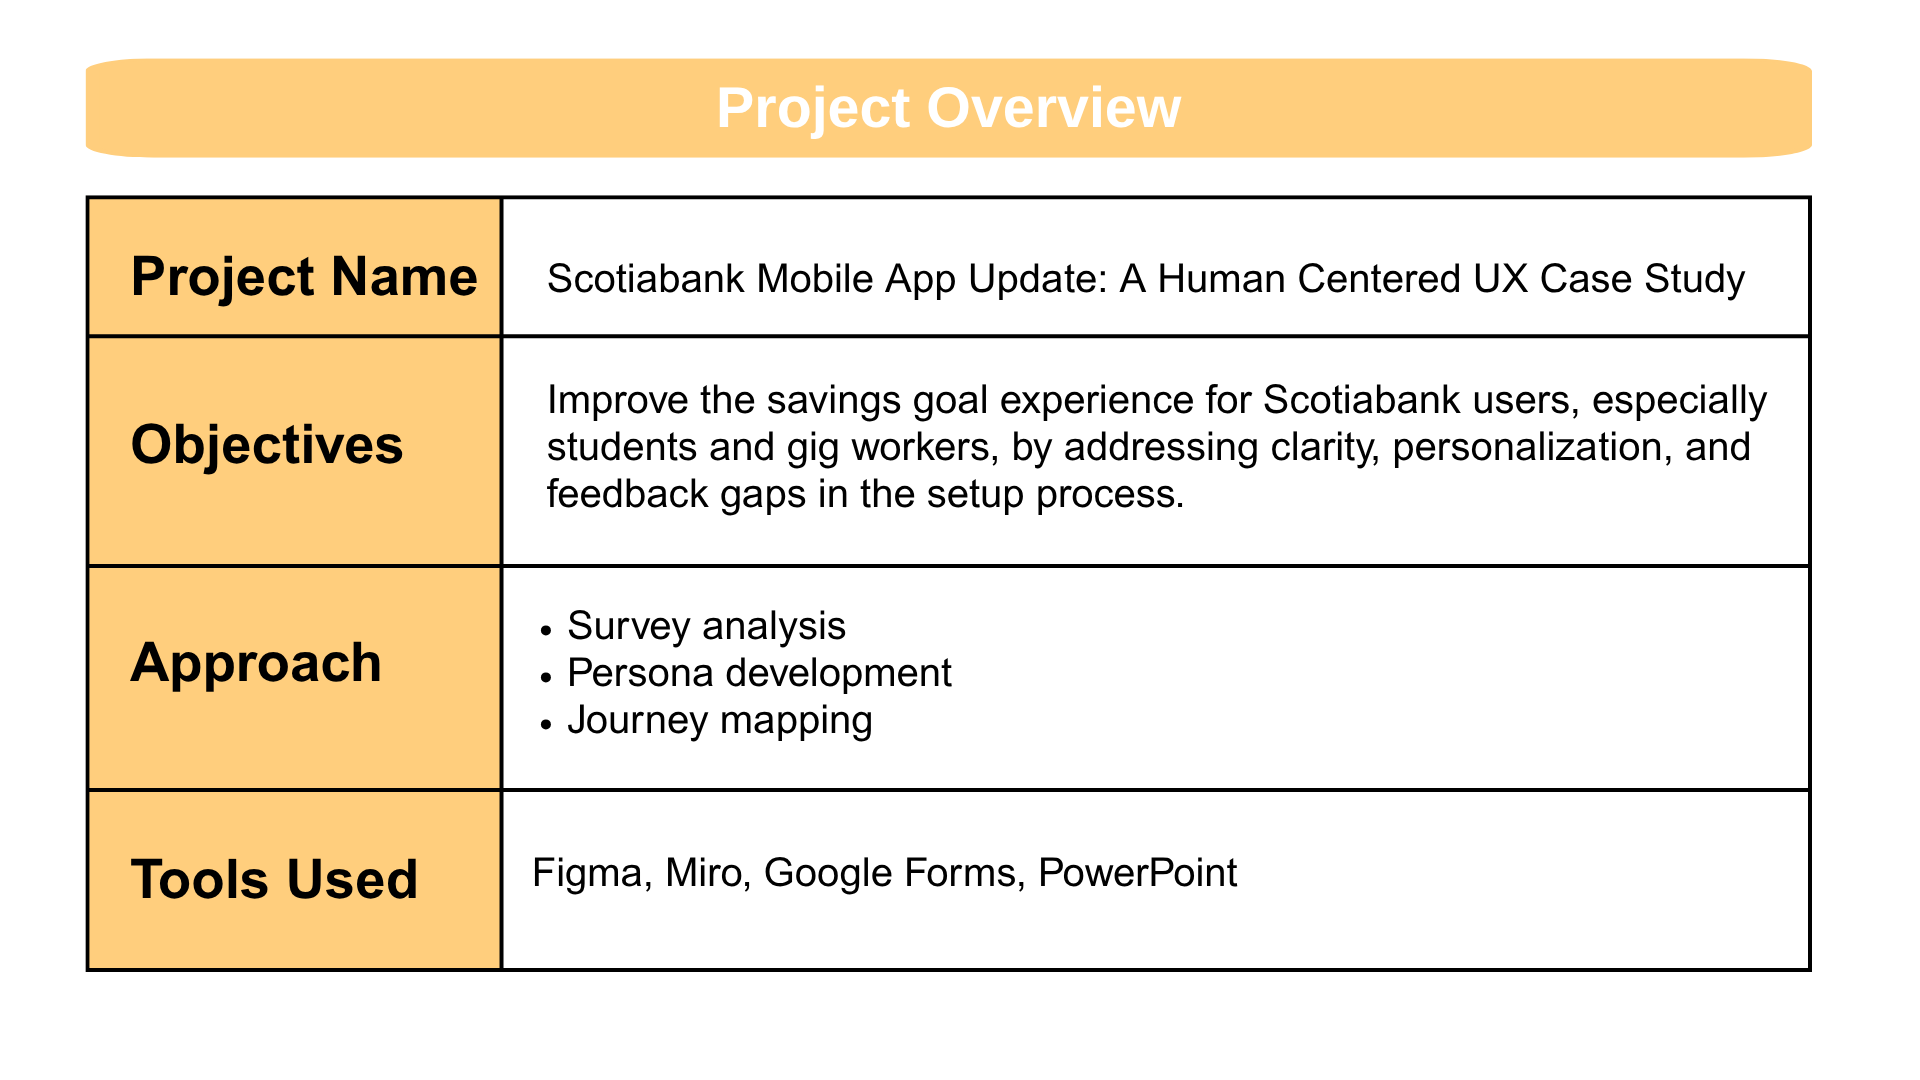 Project Overview
Project Name
Scotiabank Mobile App Update: A Human Centered UX Case Study
Objectives
Improve the savings goal experience for Scotiabank users, especially
students and gig workers, by addressing clarity, personalization, and
feedback gaps in the setup process.
Approach
• Survey analysis
• Persona development
• Journey mapping
Tools Used
Figma, Miro, Google Forms, PowerPoint